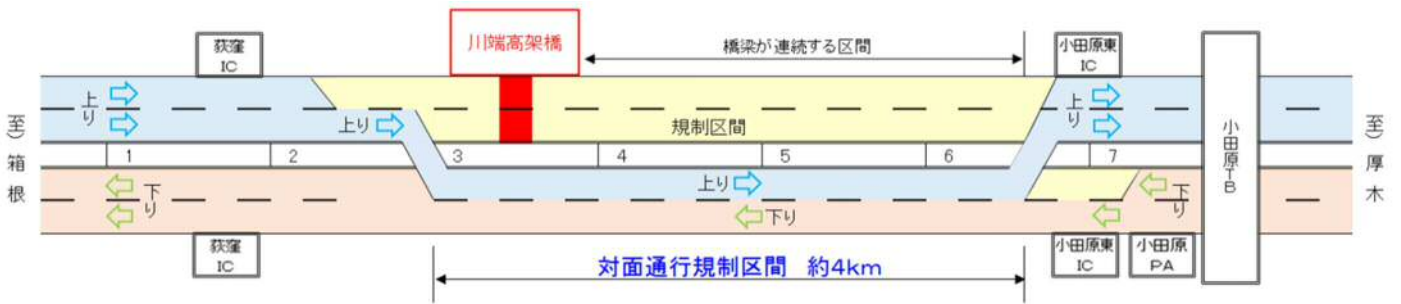 川端高架橋
荻窪
IC
橋梁が連続する区間
小田原東
IC
上り
上り
規制区間
上り
小田原TB
至)箱根
至)厚木
1
2
3
4
5
6
7
下り
上り
下り
下り
荻窪
IC
小田原東
IC
小田原
PA
対面通行規制区間 約4km